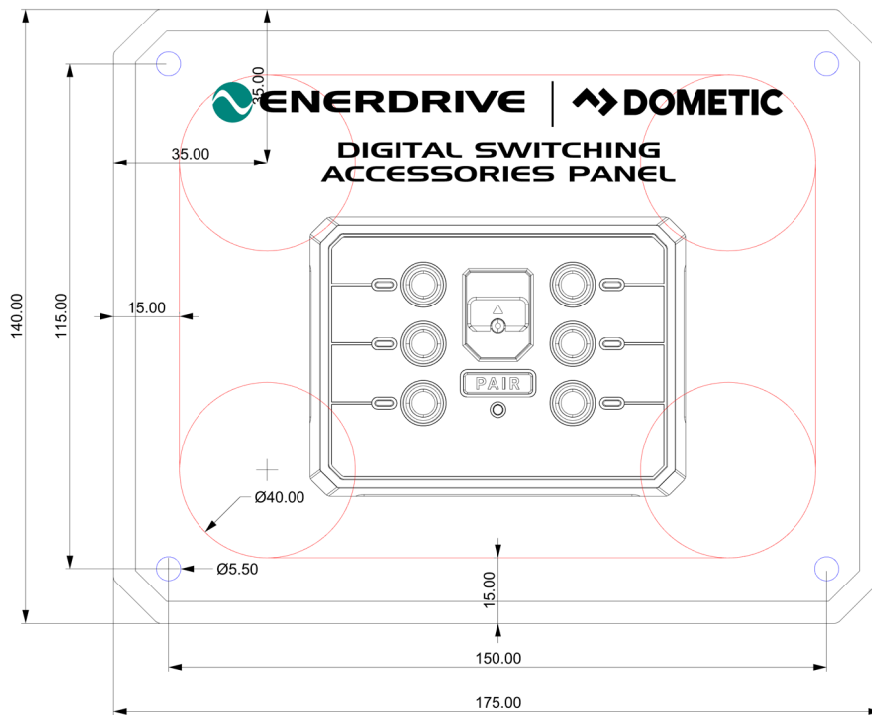 35.00
ENERDRIVE | DOMETIC
DIGITAL SWITCHING
ACCESSORIES PANEL
35.00
140.00
115.00
15.00
PAIR
Ø40.00
Ø5.50
15.00
150.00
175.00